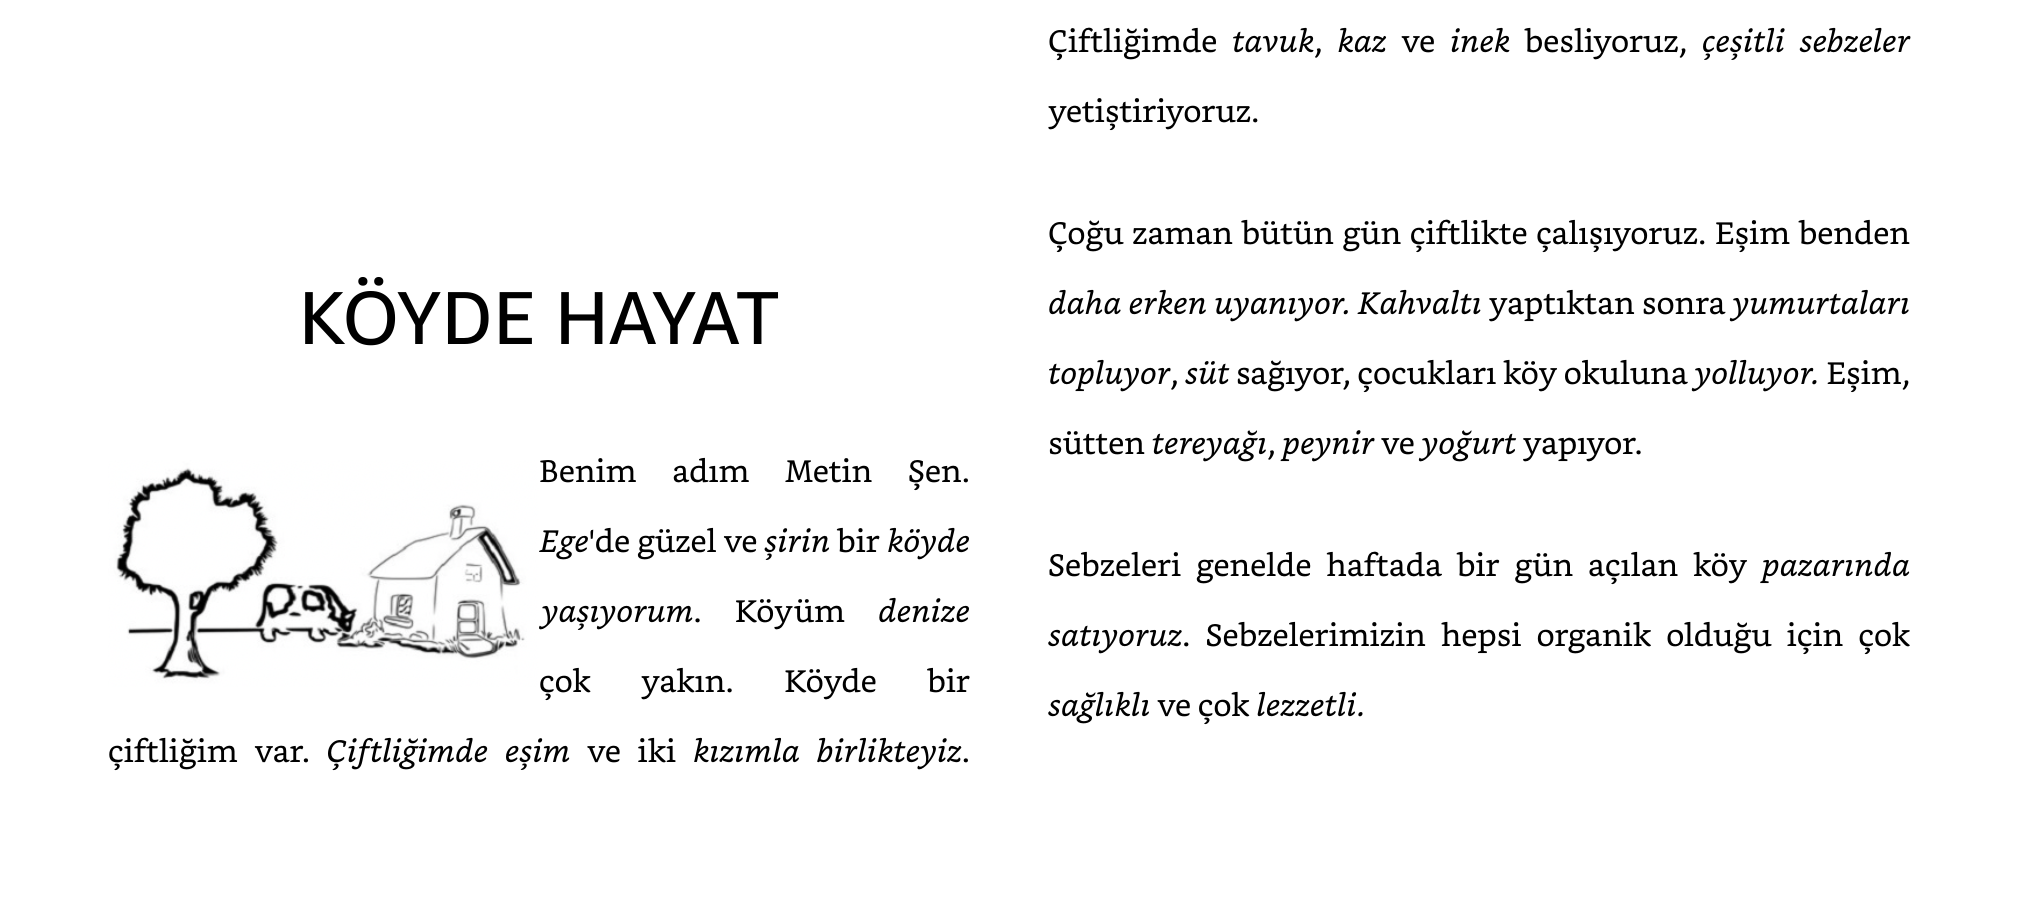 KÖYDE HAYAT
Benim adım Metin Şen.
Ege'de güzel ve şirin bir köyde
yaşıyorum. Köyüm denize
çok yakın. Köyde bir
çiftliğim var. Çiftliğimde eşim ve iki kızımla birlikteyiz.
Çiftliğimde tavuk, kaz ve inek besliyoruz, çeşitli sebzeler
yetiştiriyoruz.
Çoğu zaman bütün gün çiftlikte çalışıyoruz. Eşim benden
daha erken uyanıyor. Kahvaltı yaptıktan sonra yumurtaları
topluyor, süt sağıyor, çocukları köy okuluna yolluyor. Eşim,
sütten tereyağı, peynir ve yoğurt yapıyor.
Sebzeleri genelde haftada bir gün açılan köy pazarında
satıyoruz. Sebzelerimizin hepsi organik olduğu için çok
sağlıklı ve çok lezzetli.